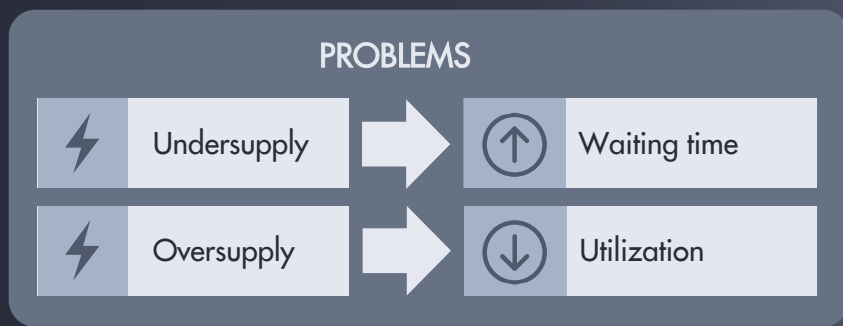 PROBLEMS
Undersupply
Waiting time
Oversupply
Utilization